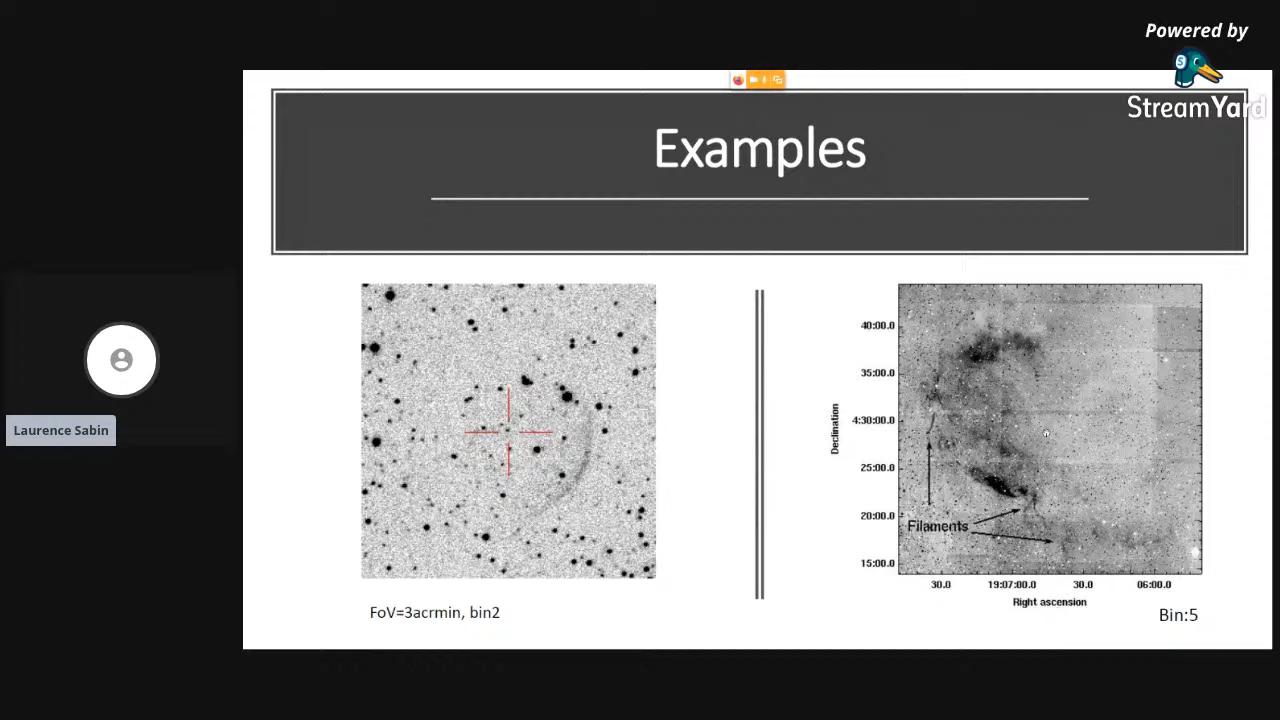 Powered by
StreamYard
Examples
Laurence Sabin
40:00.0
35:00.0
4:30:00.0
25:00.0
20:00.0
15:00.0
Declination
Filaments
30.0 19:07:00.0 30.0 06:00.0
Right ascension
FoV=3acrmin, bin2
Bin:5